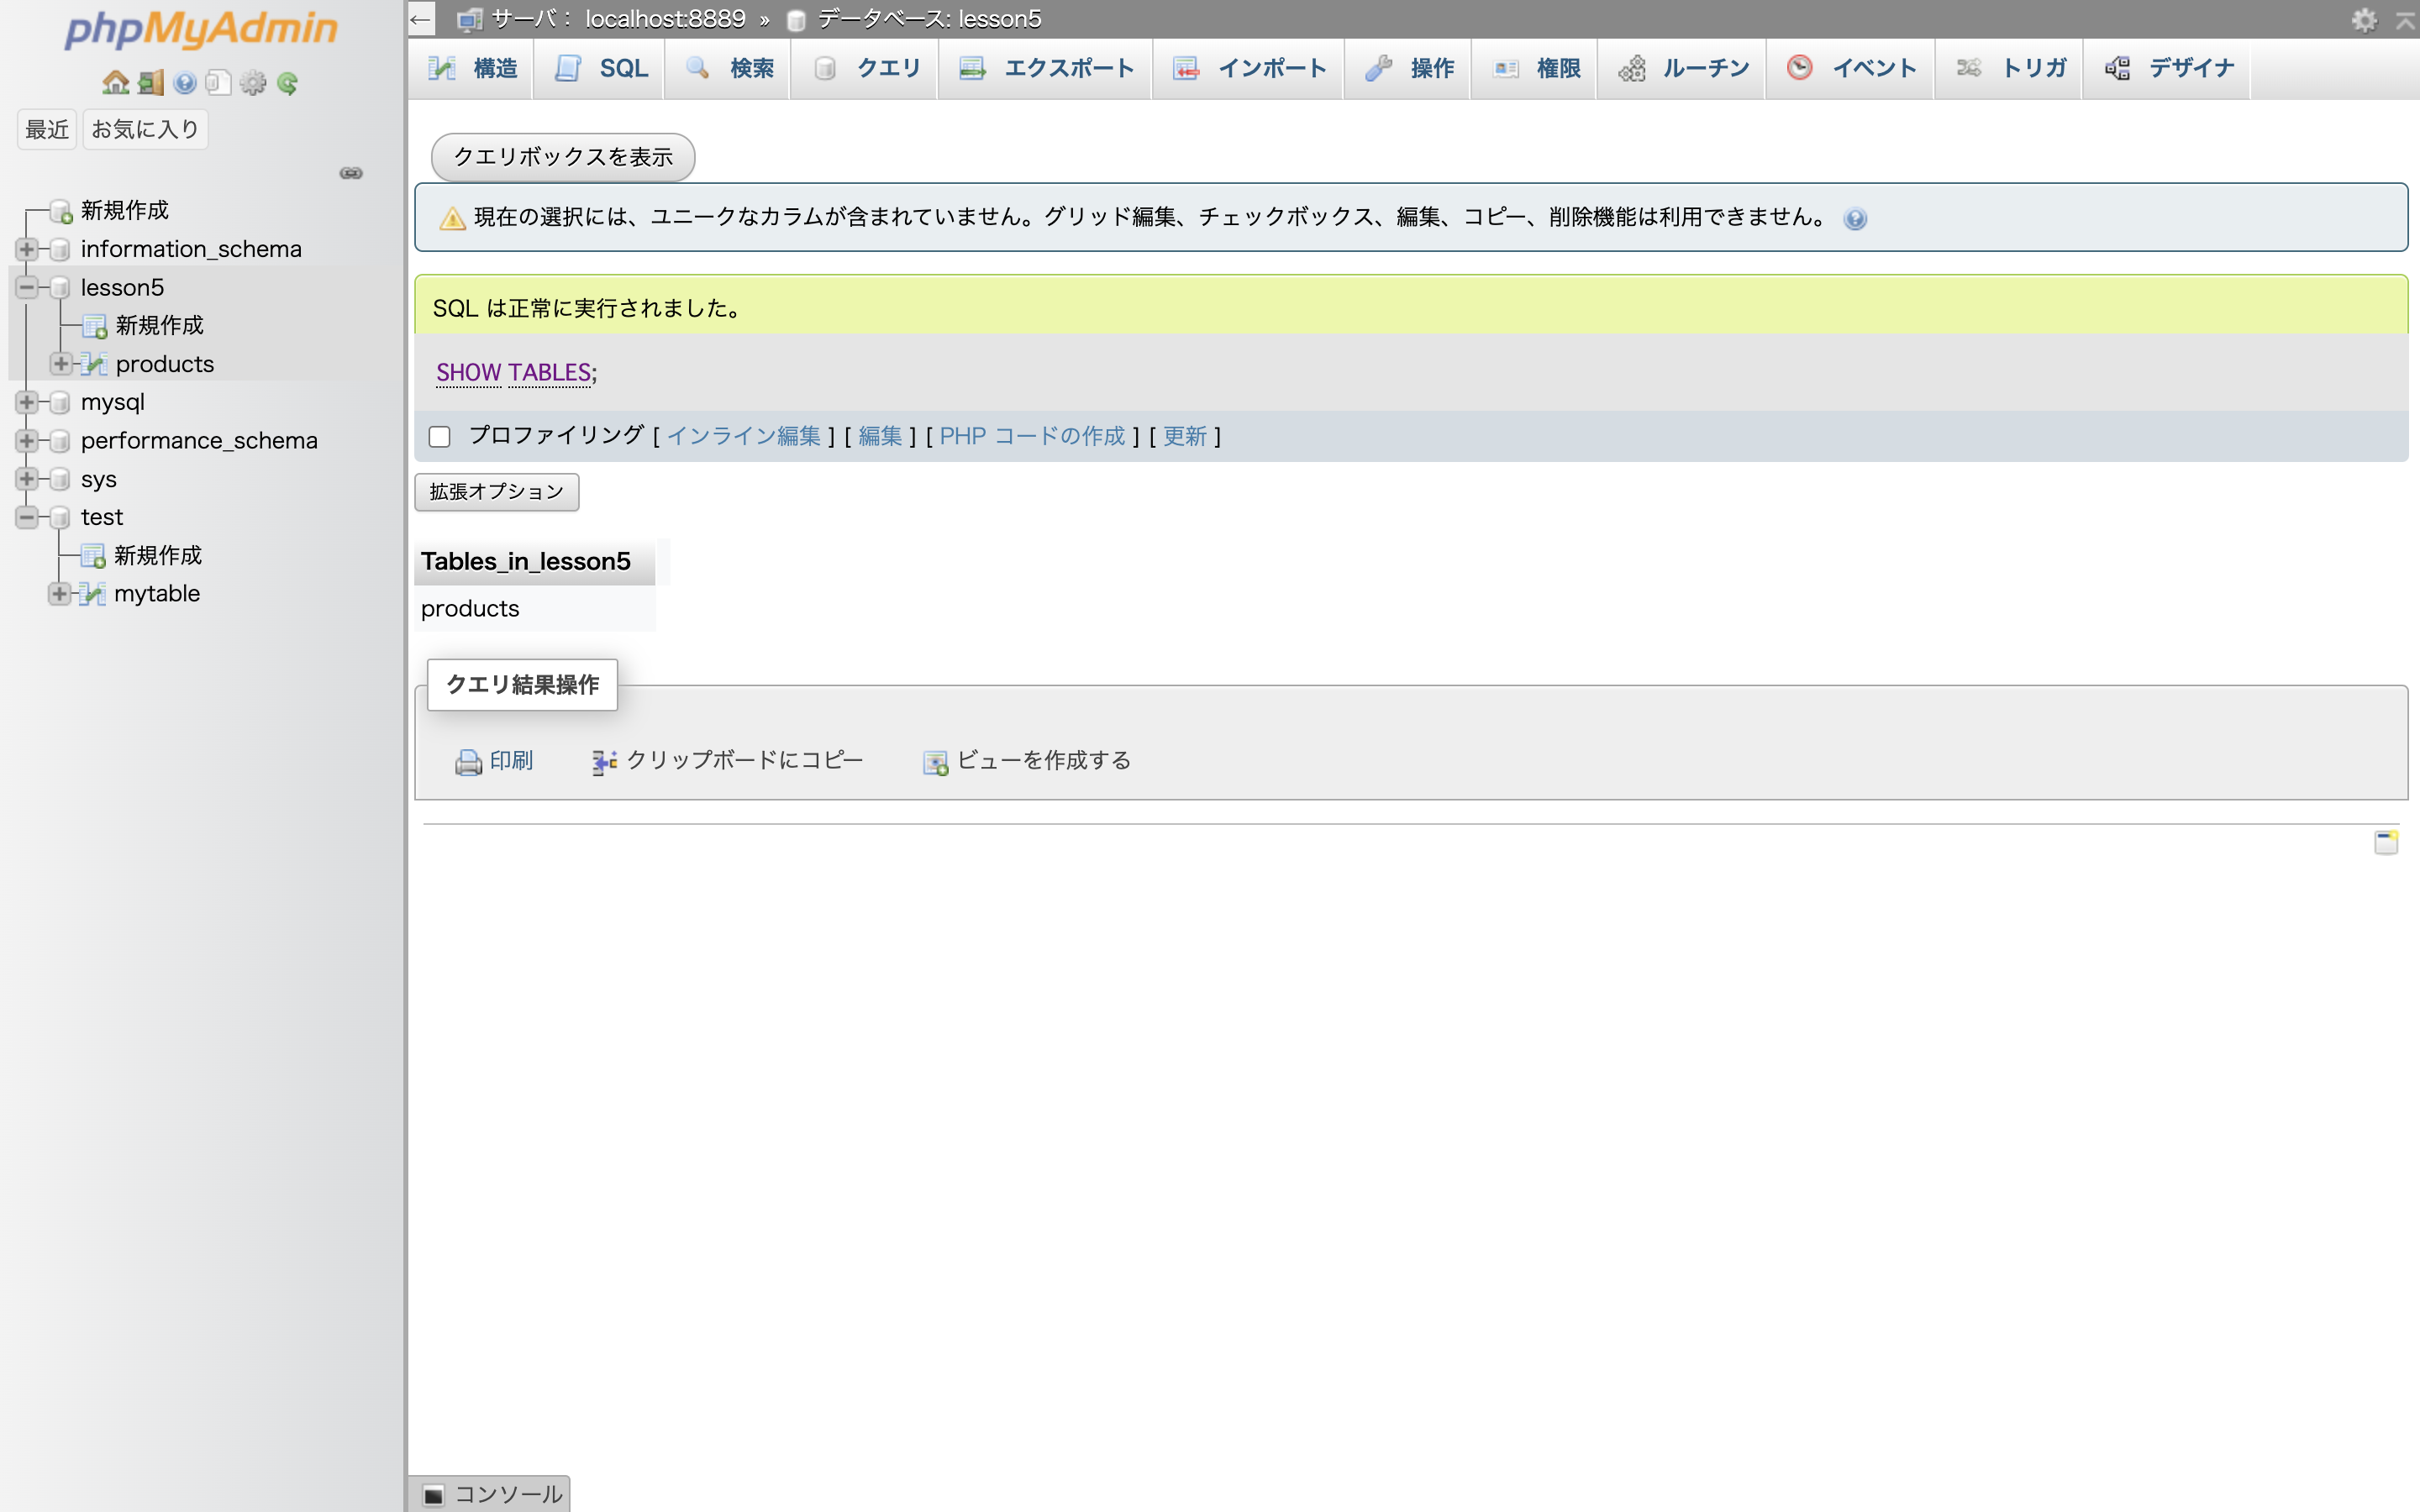 phpMyAdmin
最近 お気に入り
新規作成
information_schema
lesson5
新規作成
products
mysql
performance_schema
sys
test
新規作成
mytable
← サーバ： localhost:8889 » データベース: lesson5
構造 SQL 検索 クエリ エクスポート インポート 操作 権限 ルーチン イベント トリガ デザイナ
クエリボックスを表示
現在の選択には、ユニークなカラムが含まれていません。グリッド編集、チェックボックス、編集、コピー、削除機能は利用できません。
SQL は正常に実行されました。
SHOW TABLES;
プロファイリング [ インライン編集 ] [ 編集 ] [ PHP コードの作成 ] [ 更新 ]
拡張オプション
Tables_in_lesson5
products
クエリ結果操作
印刷 クリップボードにコピー ビューを作成する
コンソール